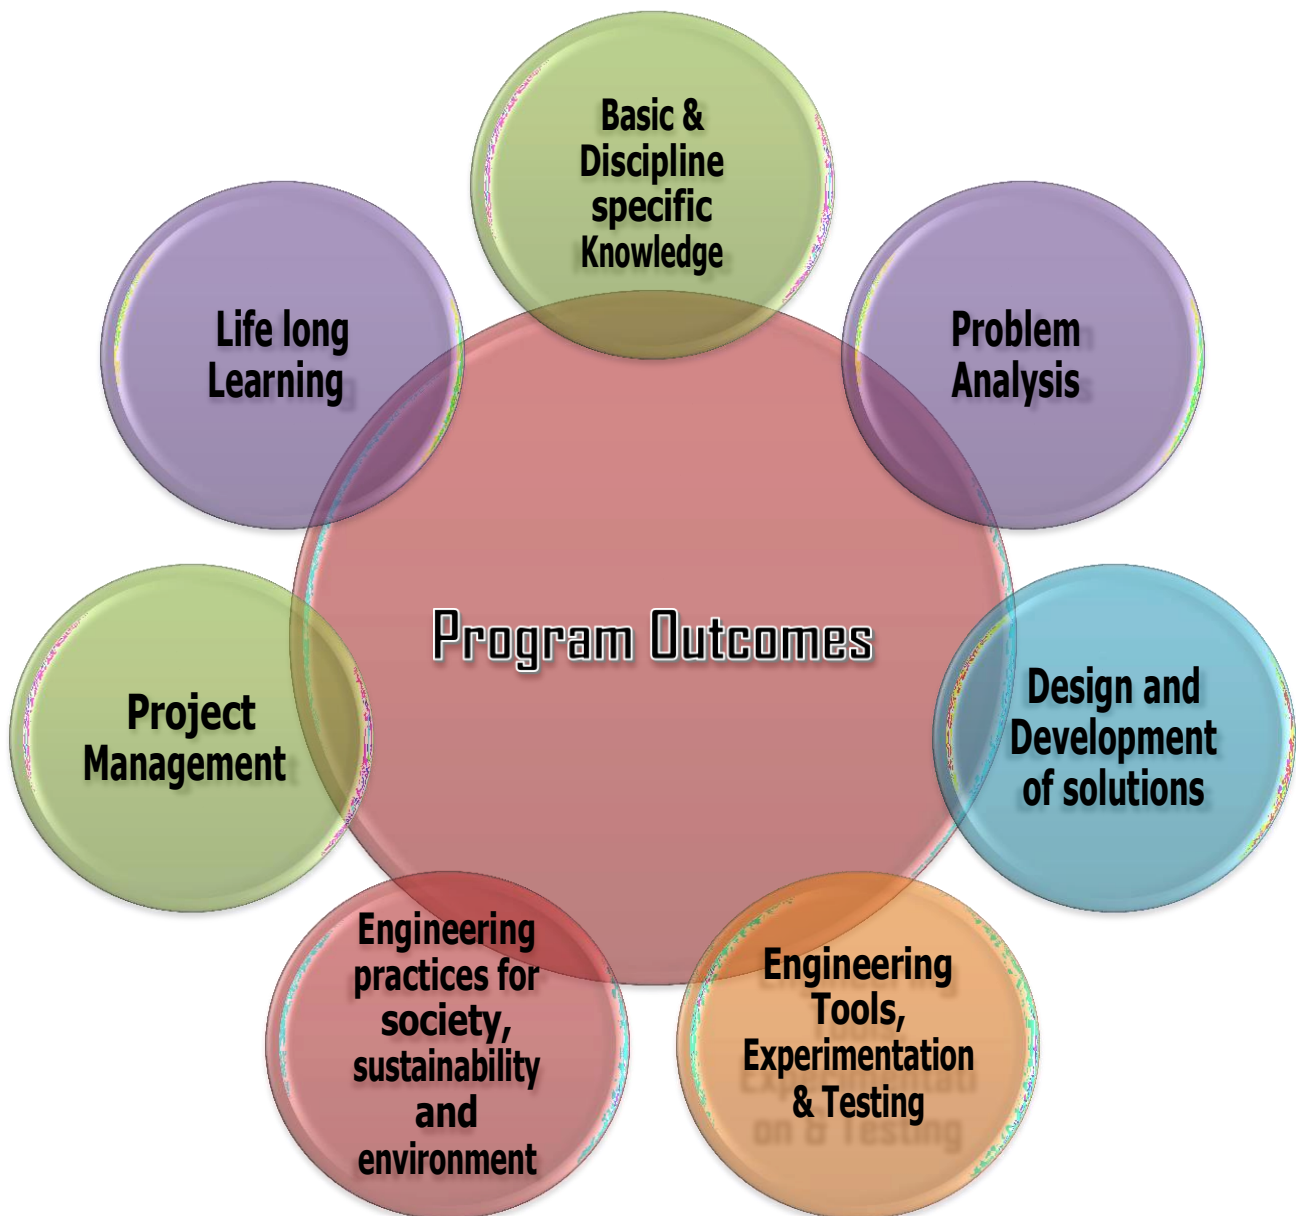 Basic &
Discipline
specific
Knowledge
Life long
Learning
Problem
Analysis
Program Outcomes
Project
Management
Design and
Development
of solutions
Engineering
practices for
society,
sustainability
and
environment
Engineering
Tools,
Experimentation
& Testing